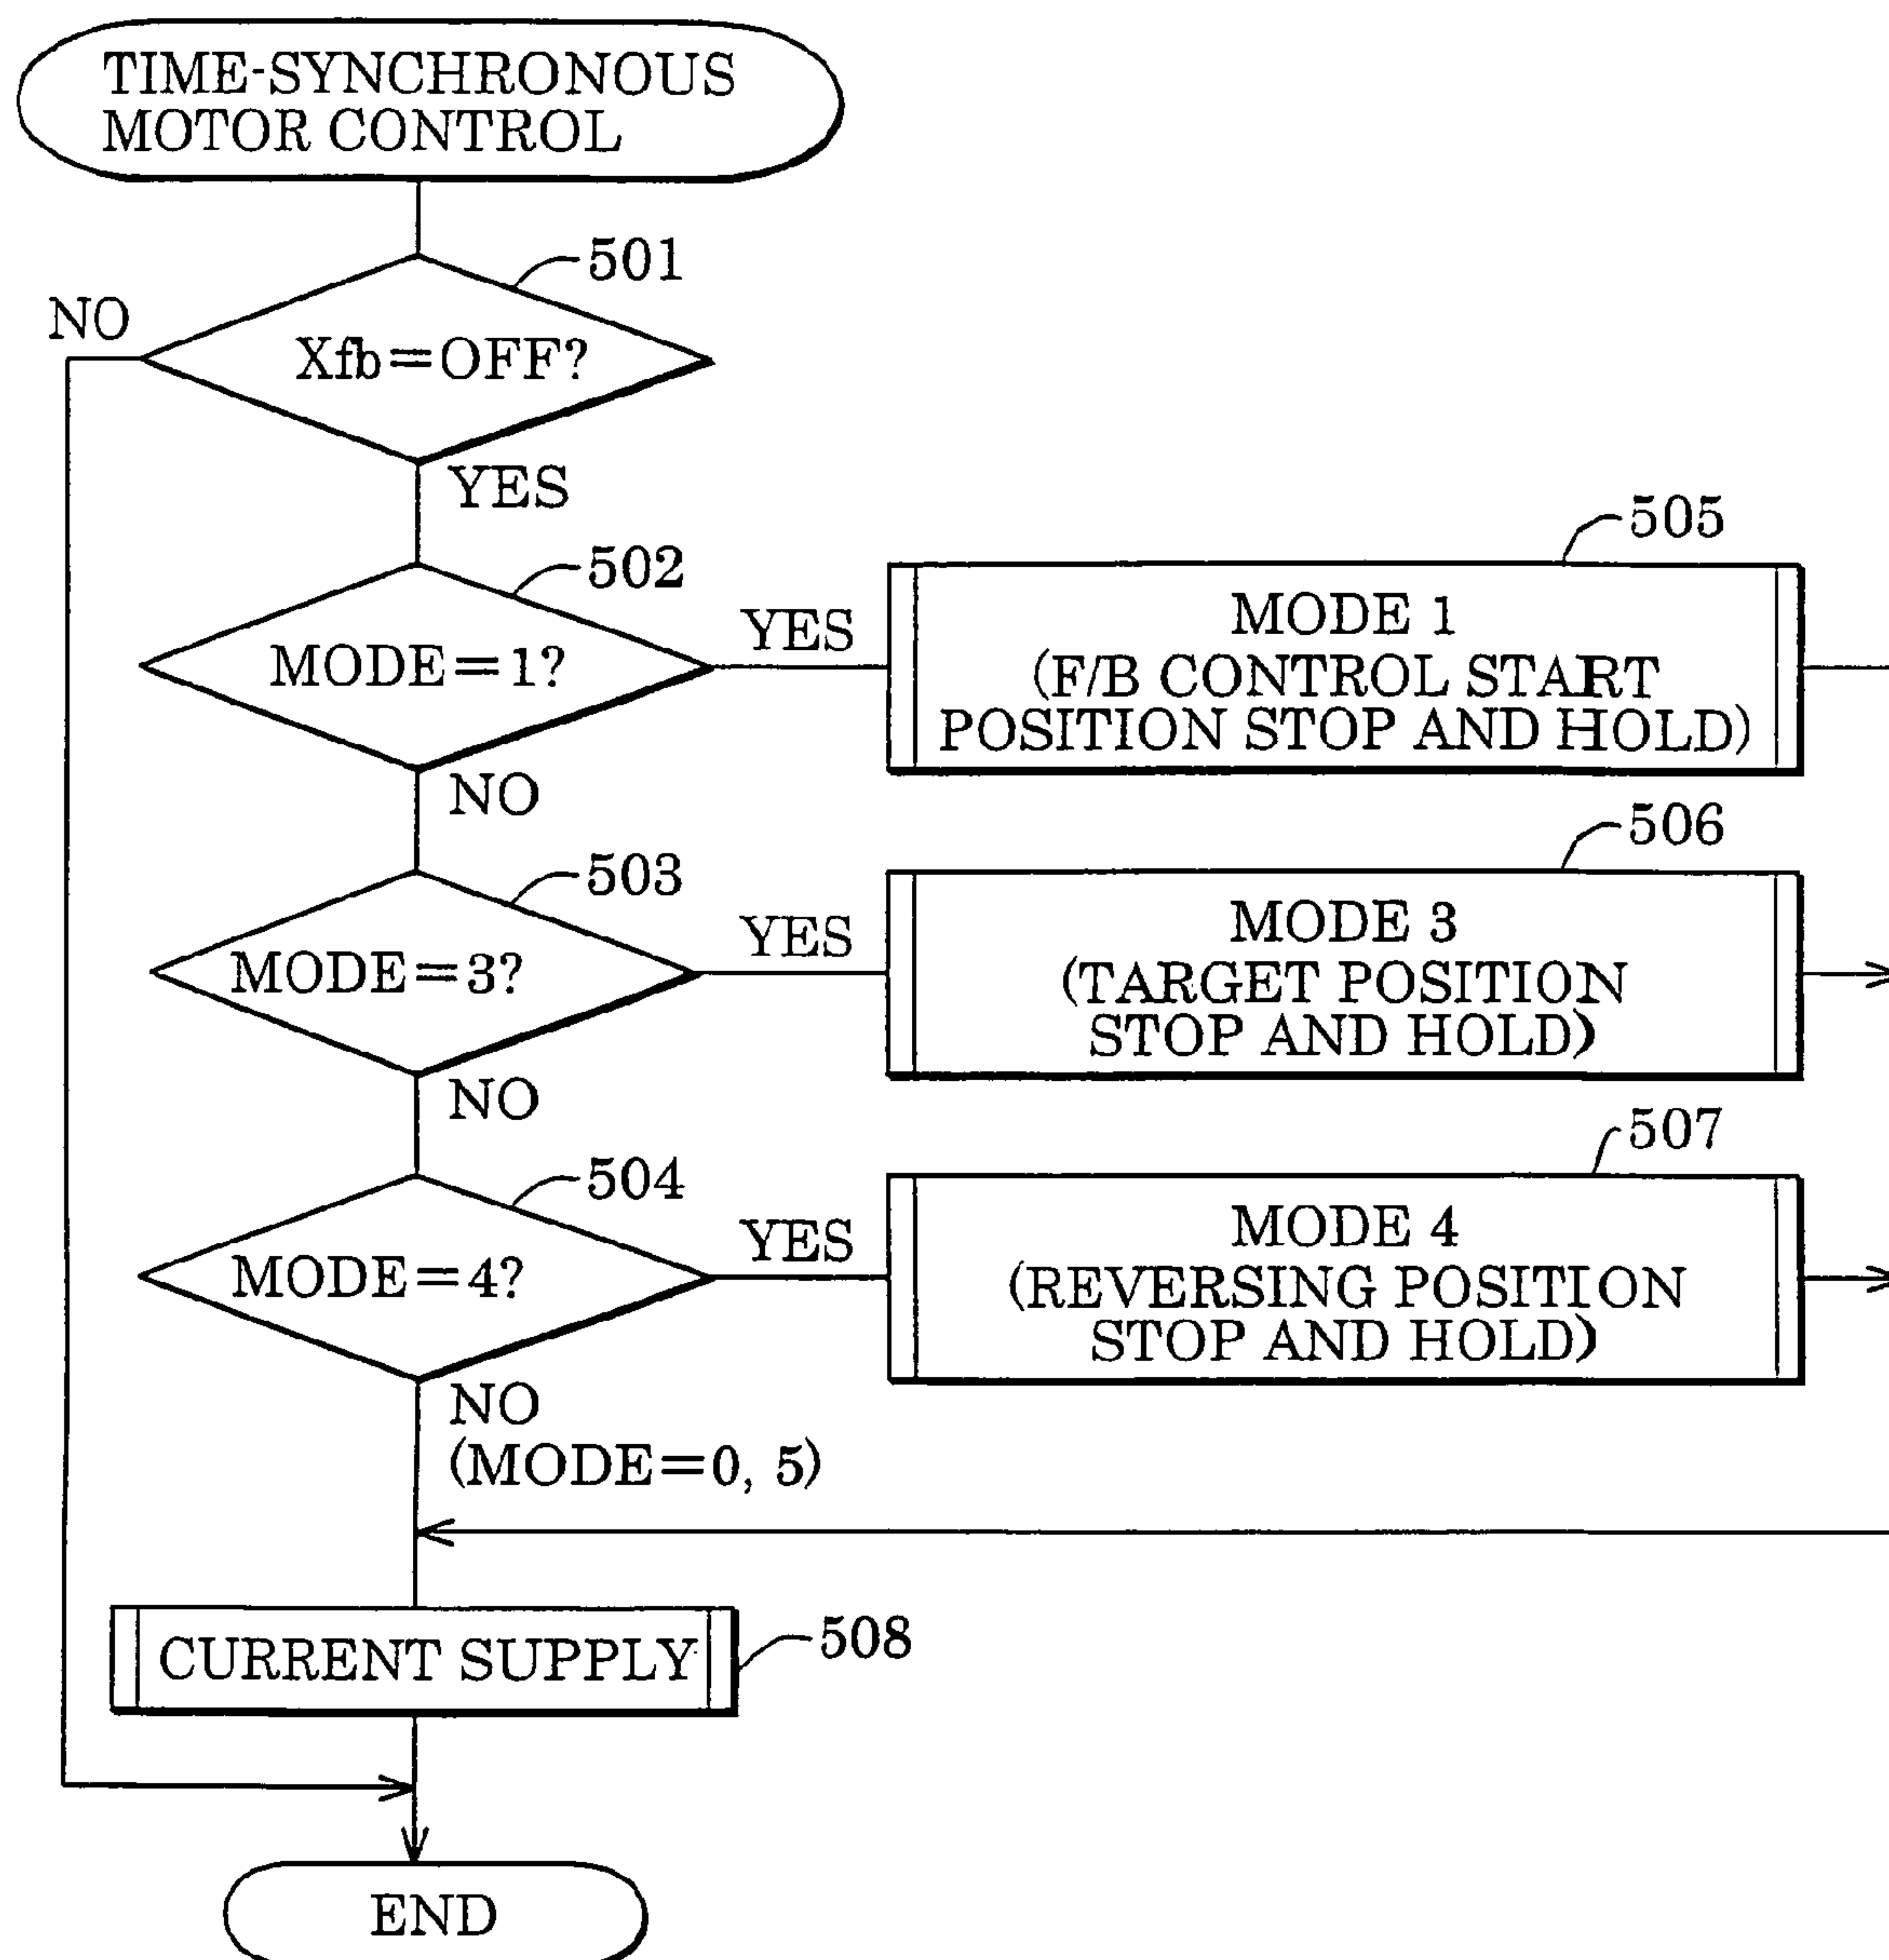 TIME-SYNCHRONOUS
MOTOR CONTROL
501
NO
Xfb=OFF?
YES
502
MODE=1?
YES
505
MODE 1
(F/B CONTROL START
POSITION STOP AND HOLD)
NO
503
MODE=3?
YES
506
MODE 3
(TARGET POSITION
STOP AND HOLD)
NO
504
MODE=4?
YES
507
MODE 4
(REVERSING POSITION
STOP AND HOLD)
NO
(MODE=0, 5)
CURRENT SUPPLY
508
END